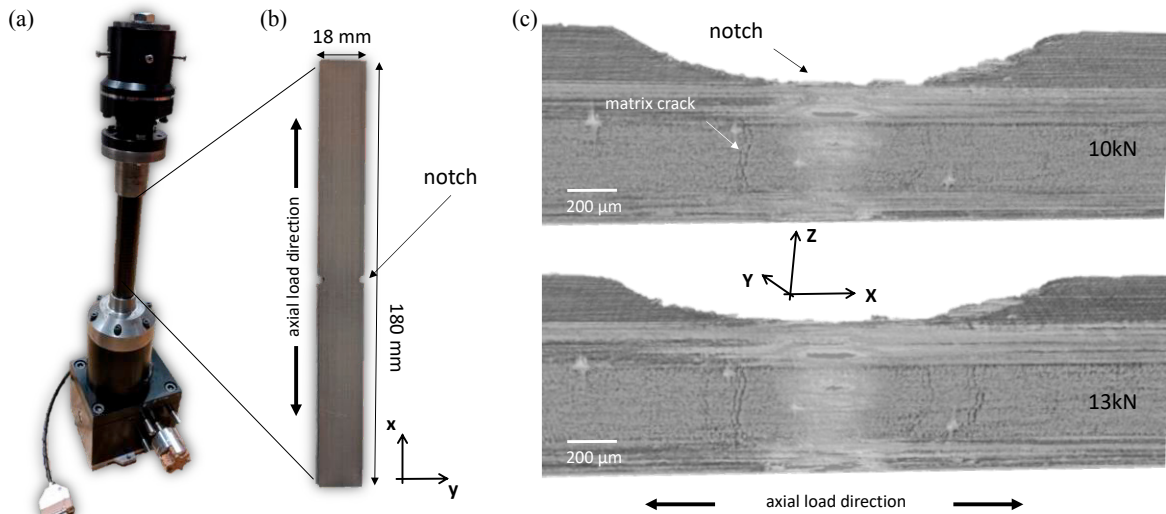 (a)
(b)
18 mm
axial load direction
notch
180 mm
x
y
(c)
notch
matrix crack
10kN
200 µm
Z
Y
X
13kN
200 µm
axial load direction